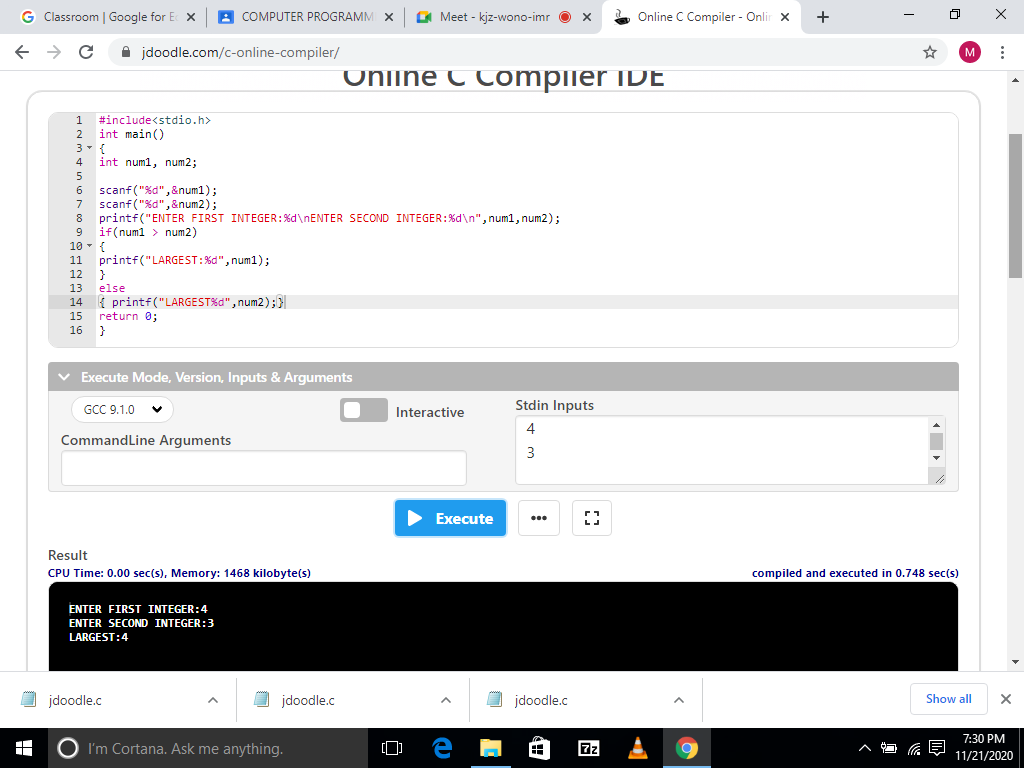 Classroom | Google for Ec
COMPUTER PROGRAMM
Meet - kjz-wono-imr
Online C Compiler - Onlin
jdoodle.com/c-online-compiler/
M
Online C Compiler IDE
1 #include<stdio.h>
2 int main()
3 {
4 int num1, num2;
5
6 scanf("%d",&num1);
7 scanf("%d",&num2);
8 printf("ENTER FIRST INTEGER:%d\nENTER SECOND INTEGER:%d\n",num1,num2);
9 if(num1 > num2)
10 {
11 printf("LARGEST:%d",num1);
12 }
13 else
14 { printf("LARGEST%d",num2);}
15 return 0;
16 }
Execute Mode, Version, Inputs & Arguments
GCC 9.1.0
Interactive
Stdin Inputs
4
3
CommandLine Arguments
Execute
Result
CPU Time: 0.00 sec(s), Memory: 1468 kilobyte(s)
compiled and executed in 0.748 sec(s)
ENTER FIRST INTEGER:4
ENTER SECOND INTEGER:3
LARGEST:4
jdoodle.c
jdoodle.c
jdoodle.c
Show all
I'm Cortana. Ask me anything.
7z
7:30 PM
11/21/2020